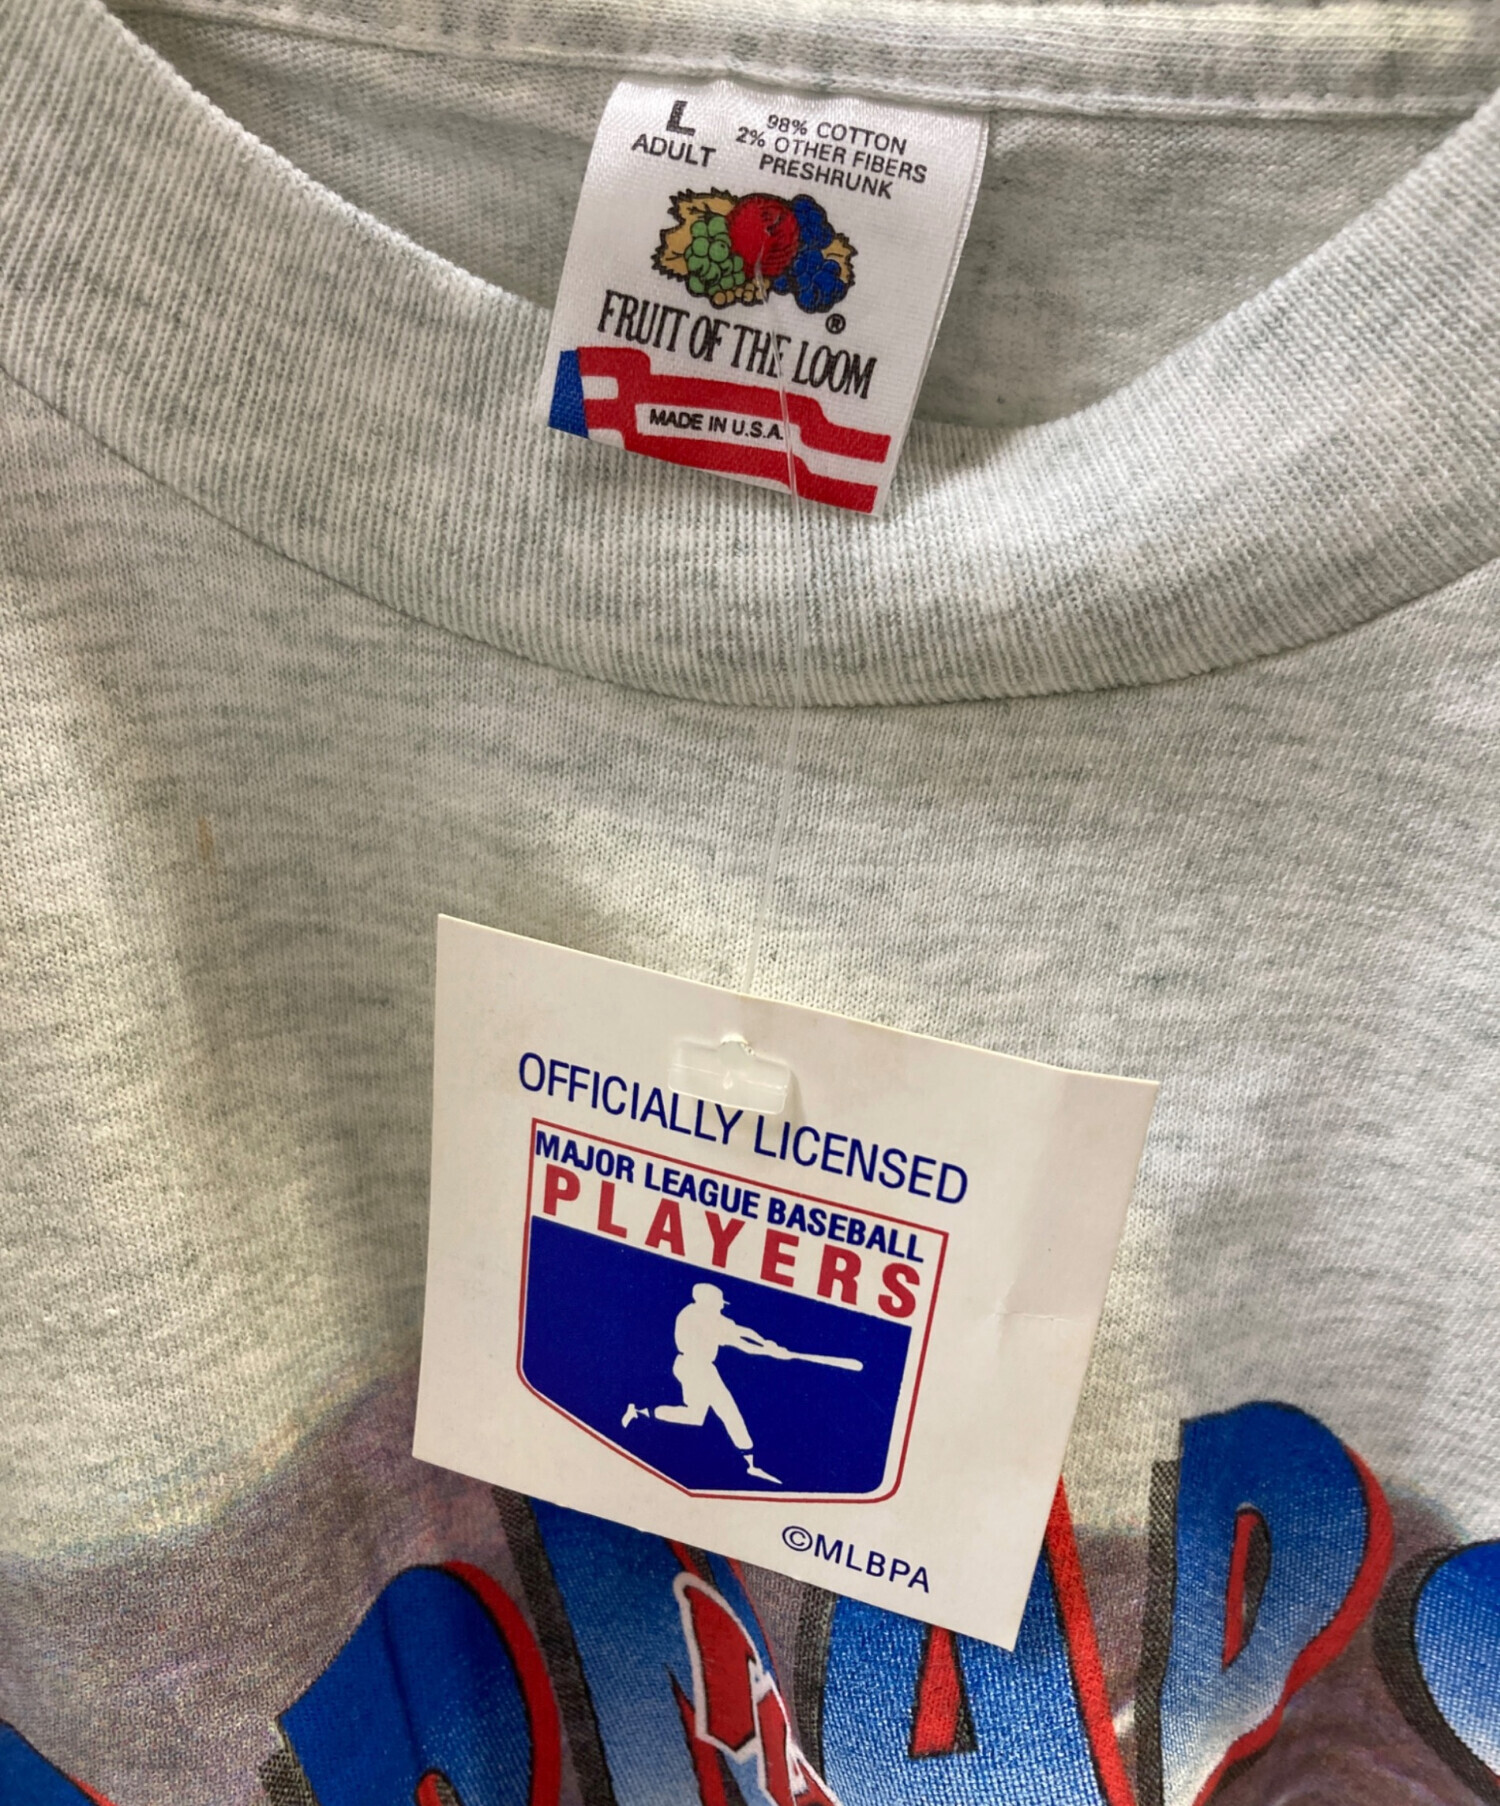 L
ADULT
98% COTTON
2% OTHER FIBERS
PRESHRUNK
FRUIT OF THE LOOM®
MADE IN U.S.A.
OFFICIALLY LICENSED
MAJOR LEAGUE BASEBALL
PLAYERS
©MLBPA